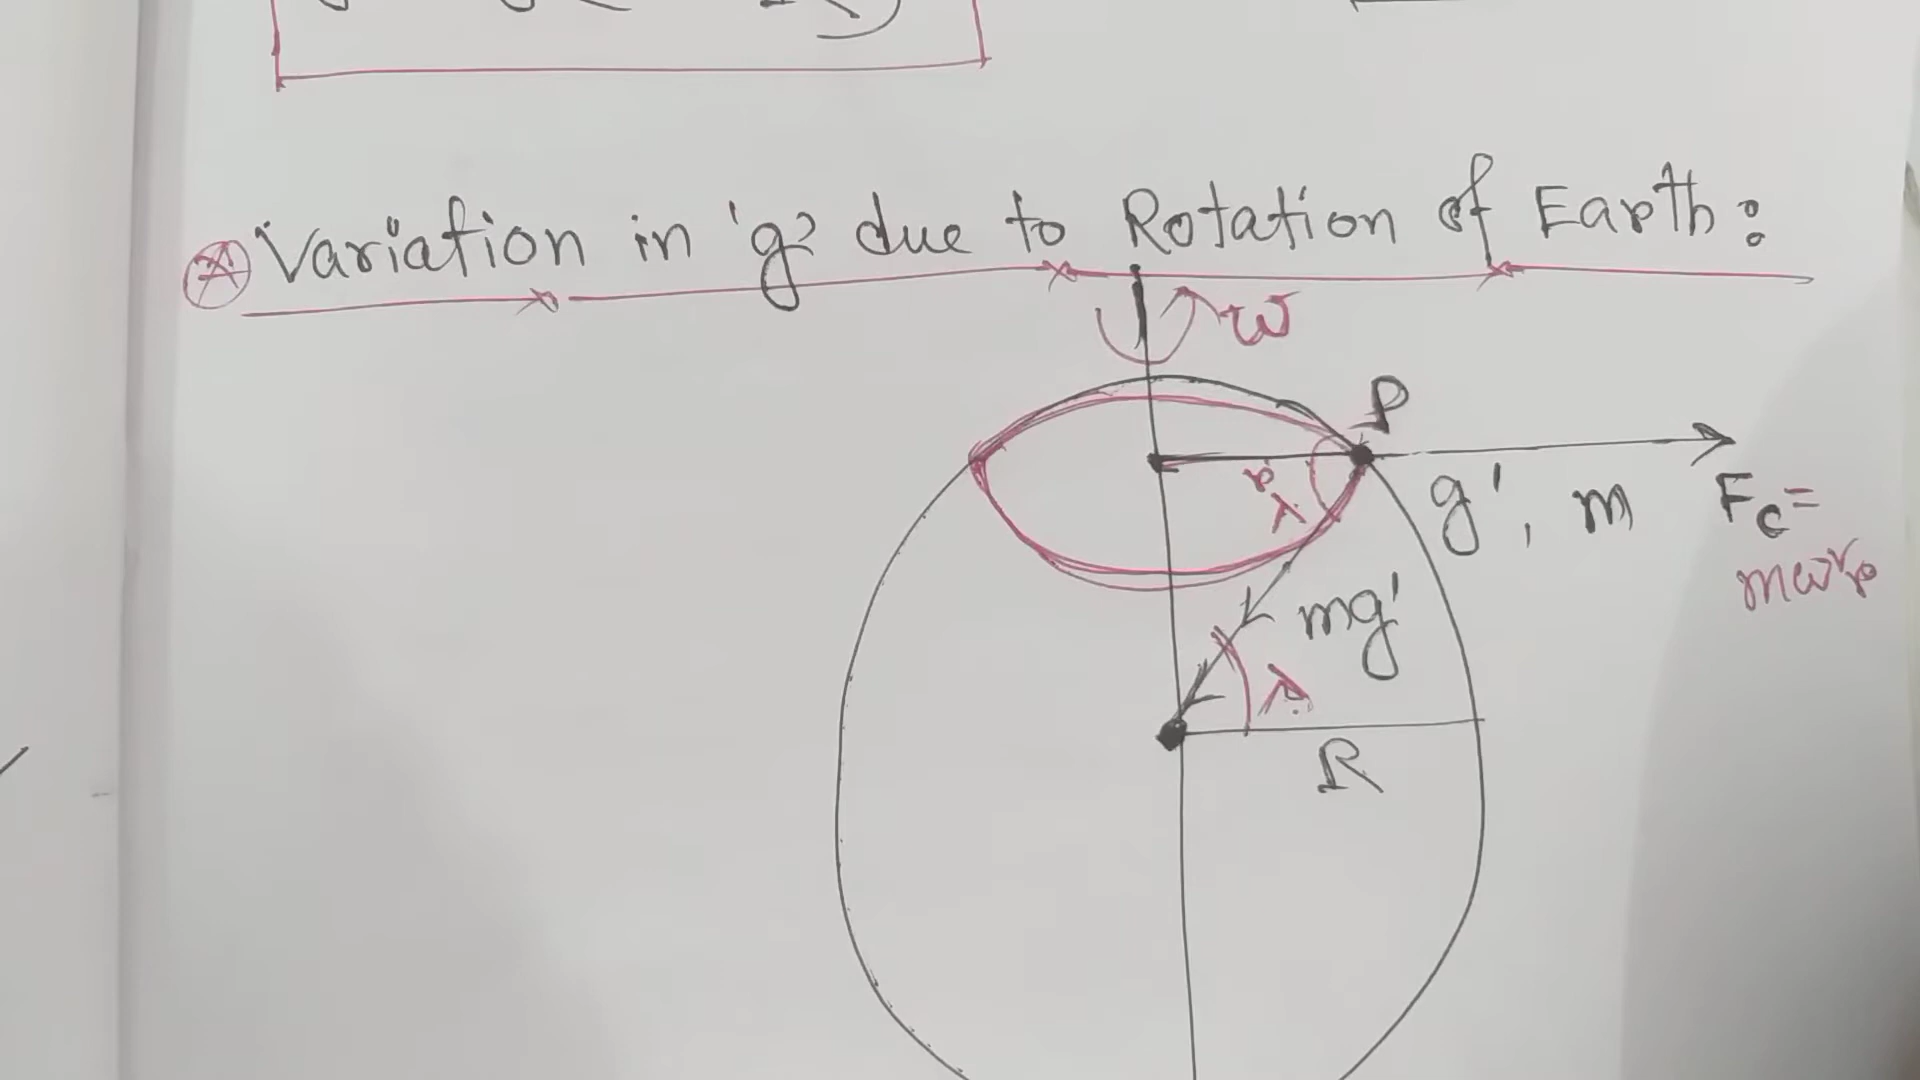 Ⓐ Variation in 'g' due to Rotation of Earth:
ω
P
r
λ
g', m
Fc =
mω²r
mg'
λ
R